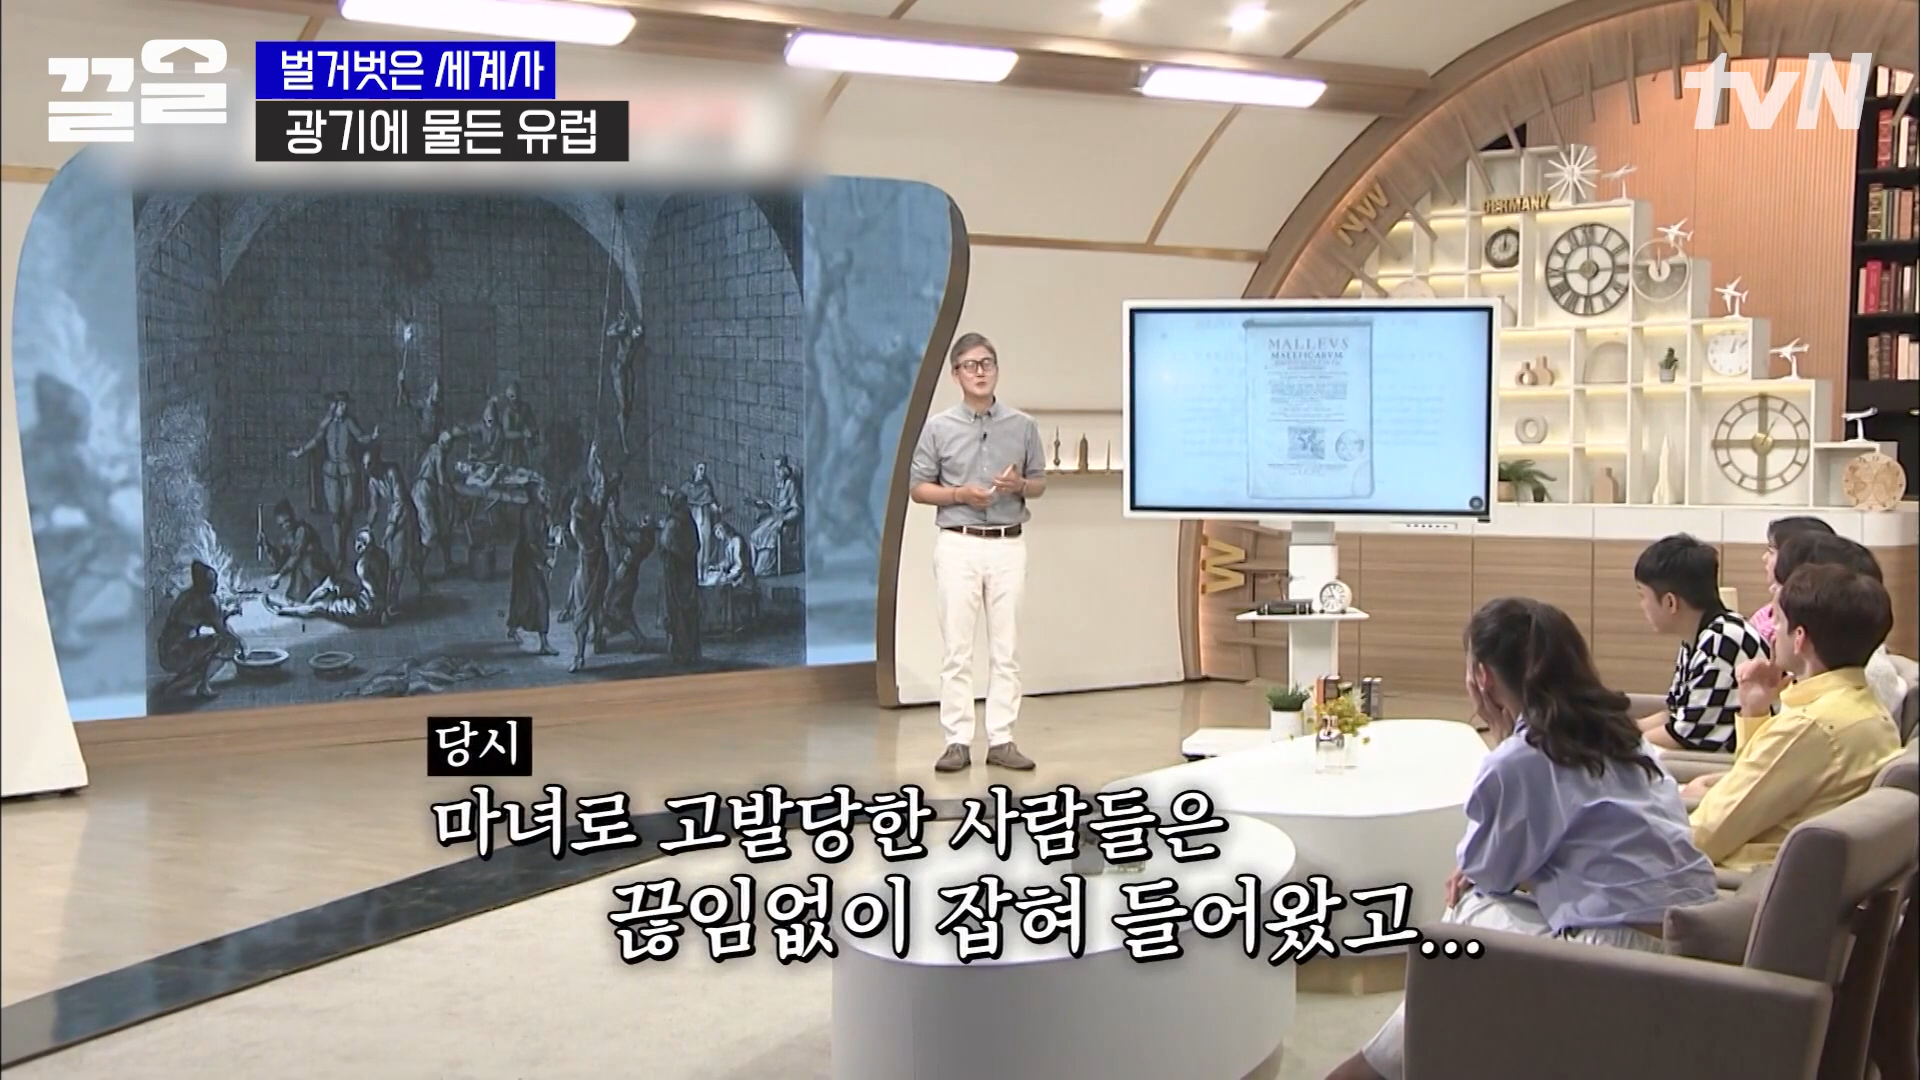 끌올
벌거벗은 세계사
광기에 물든 유럽
tvN
N
NW
GERMANY
W
MALLEVS
MALEFICARVM
당시
마녀로 고발당한 사람들은
끊임없이 잡혀 들어왔고...